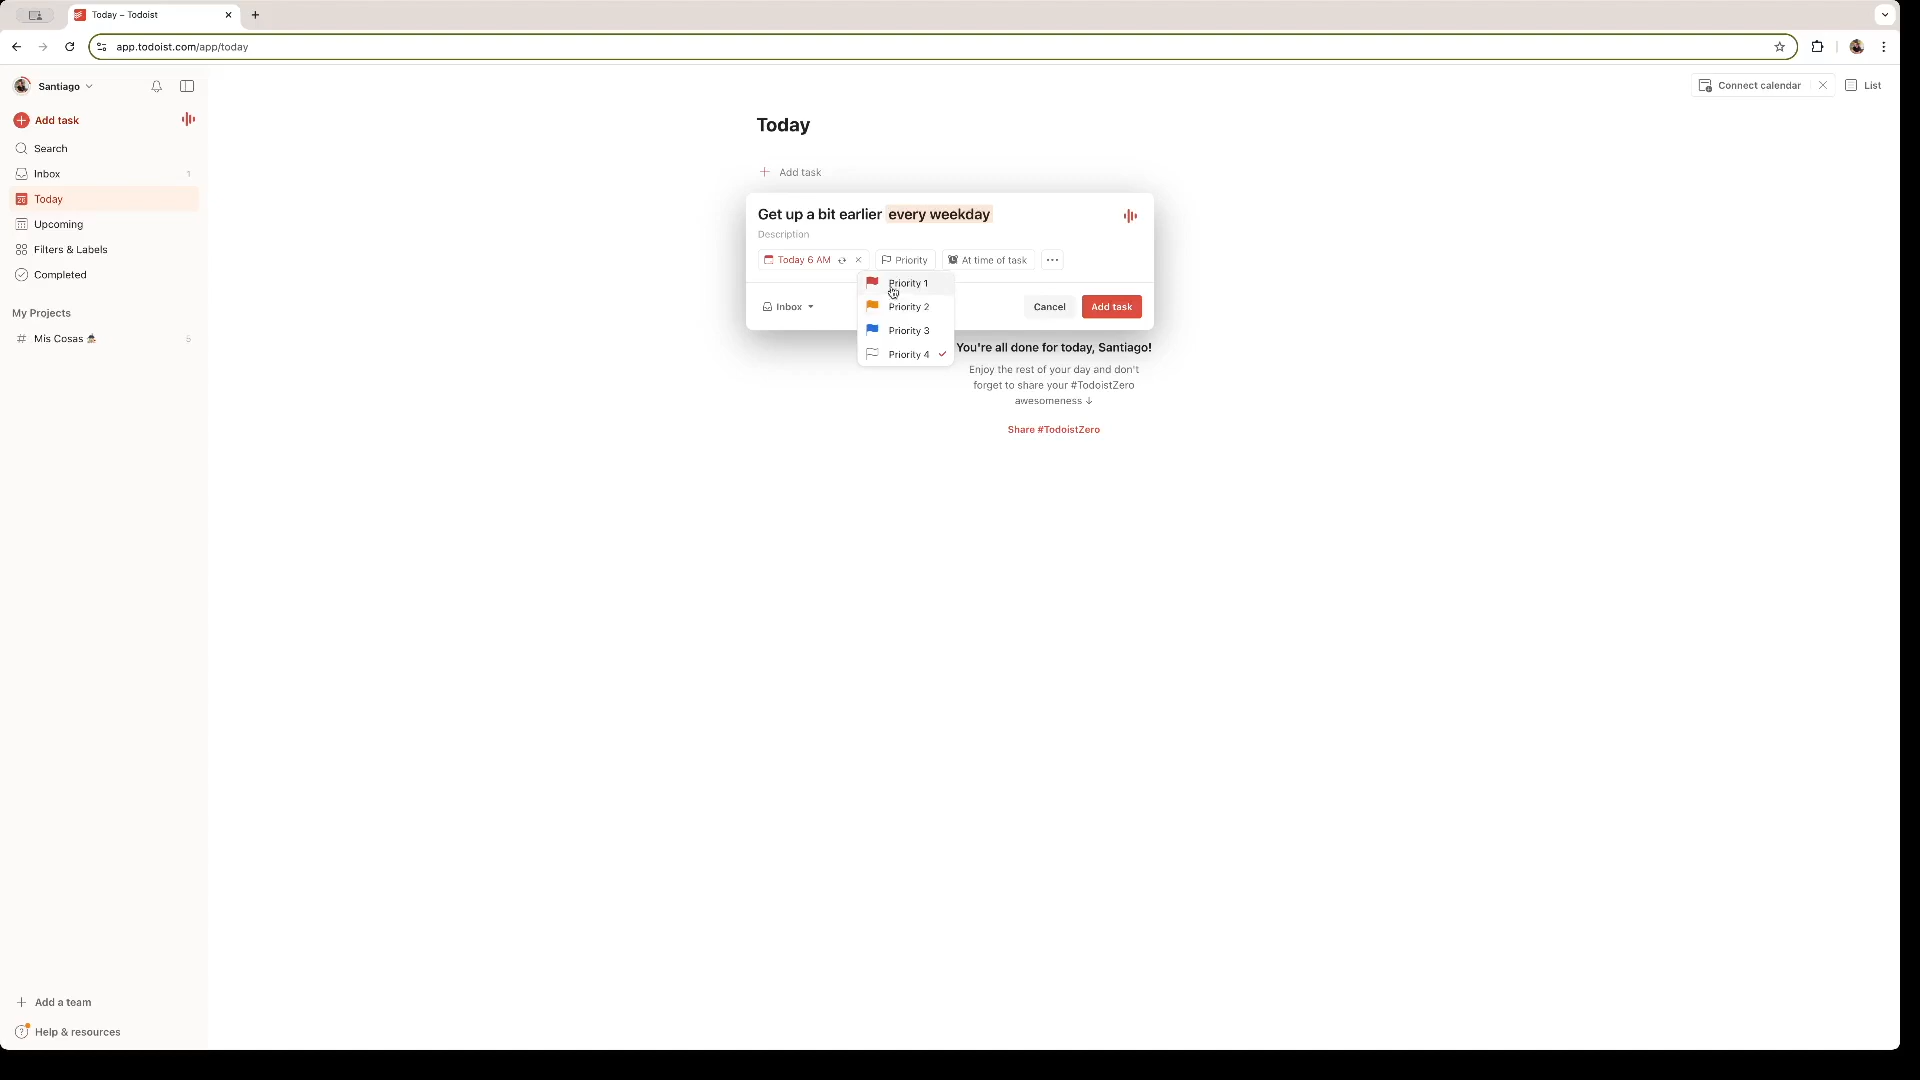 Today – Todoist
app.todoist.com/app/today
Santiago
Connect calendar
List
Add task
Search
Inbox 1
Today
Upcoming
Filters & Labels
Completed
My Projects
# Mis Cosas 5
Today
Add task
Get up a bit earlier every weekday
Description
Today 6 AM
Priority
At time of task
Priority 1
Priority 2
Priority 3
Priority 4
Inbox
Cancel
Add task
You're all done for today, Santiago!
Enjoy the rest of your day and don't
forget to share your #TodoistZero
awesomeness ↓
Share #TodoistZero
Add a team
Help & resources